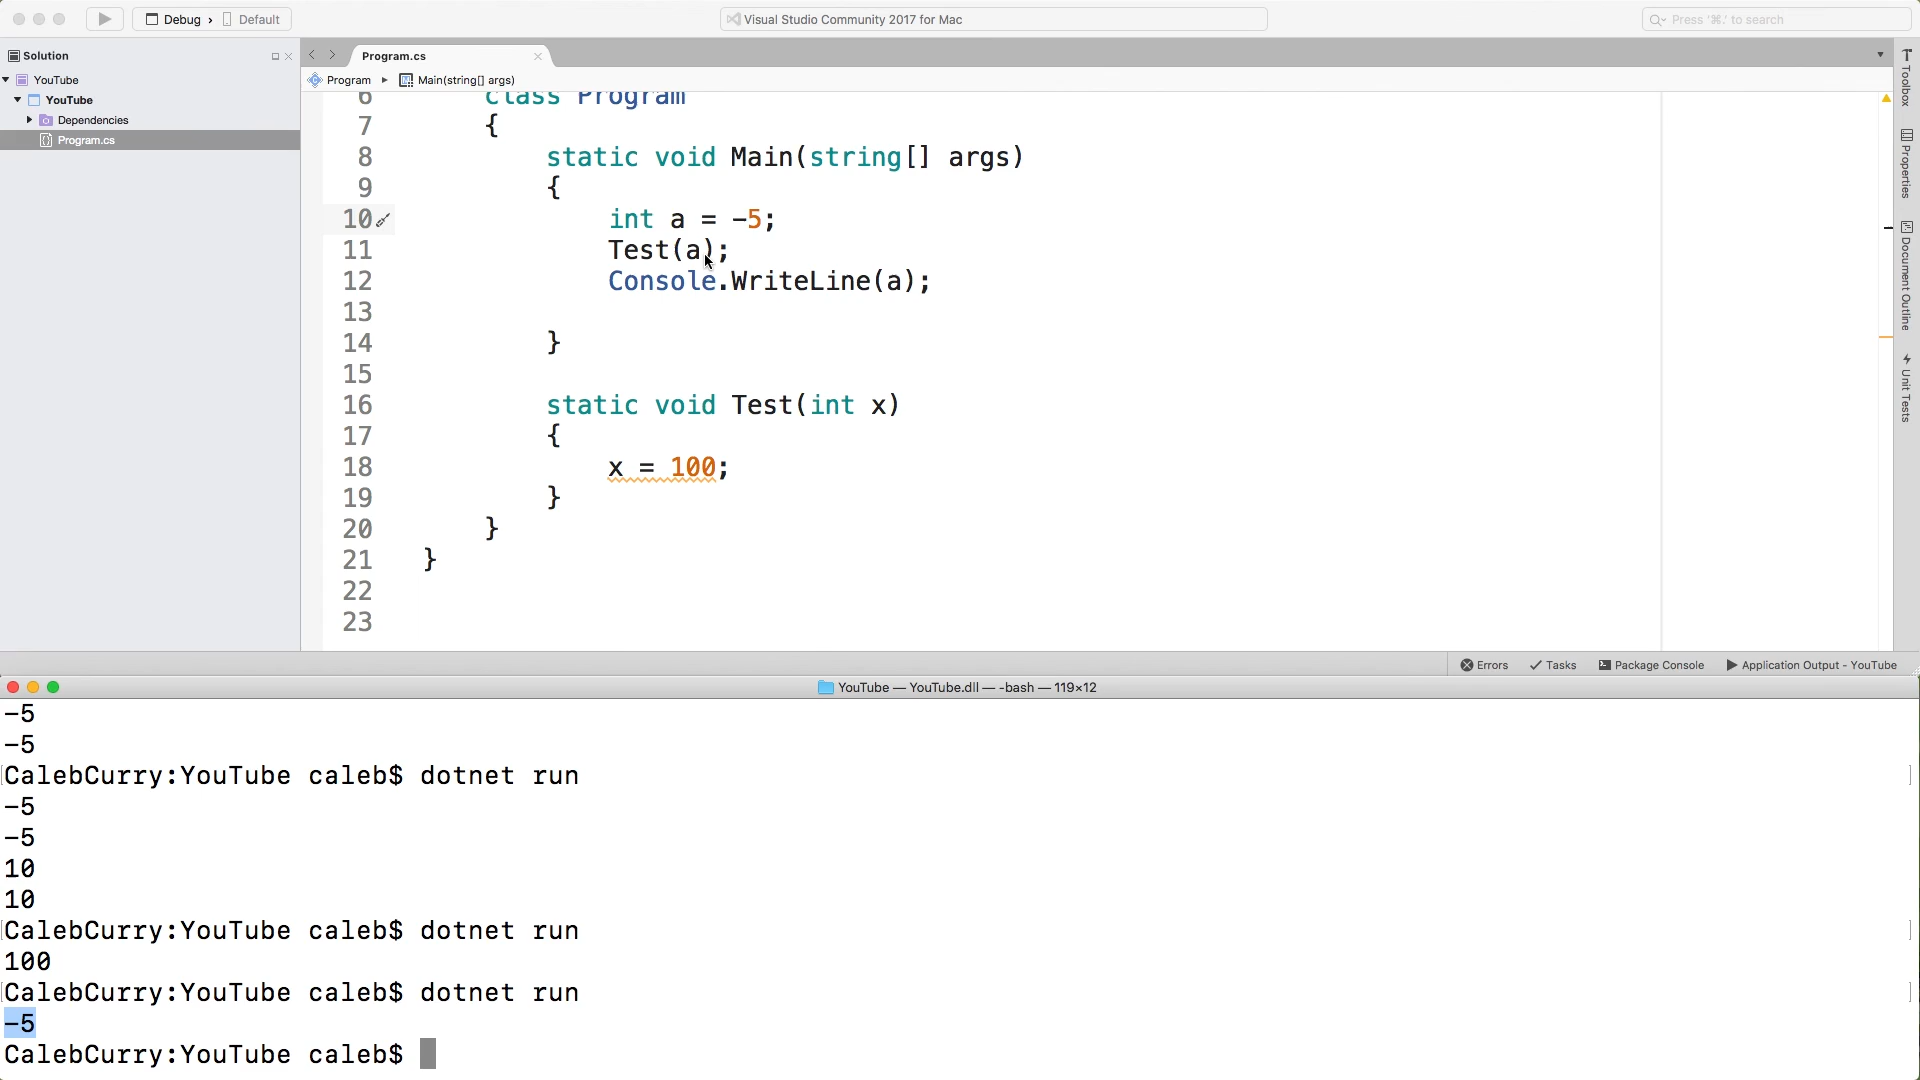 Debug › Default
Visual Studio Community 2017 for Mac
Press '⌘.' to search
Solution
YouTube
YouTube
Dependencies
Program.cs
Program.cs
Program ▸ Main(string[] args)
6 class Program
7 {
8 static void Main(string[] args)
9 {
10 int a = -5;
11 Test(a);
12 Console.WriteLine(a);
13
14 }
15
16 static void Test(int x)
17 {
18 x = 100;
19 }
20 }
21 }
22
23
Toolbox
Properties
Document Outline
Unit Tests
Errors
Tasks
Package Console
Application Output - YouTube
YouTube — YouTube.dll — -bash — 119×12
-5
-5
[CalebCurry:YouTube caleb$ dotnet run ]
-5
-5
10
10
[CalebCurry:YouTube caleb$ dotnet run ]
100
[CalebCurry:YouTube caleb$ dotnet run ]
-5
CalebCurry:YouTube caleb$